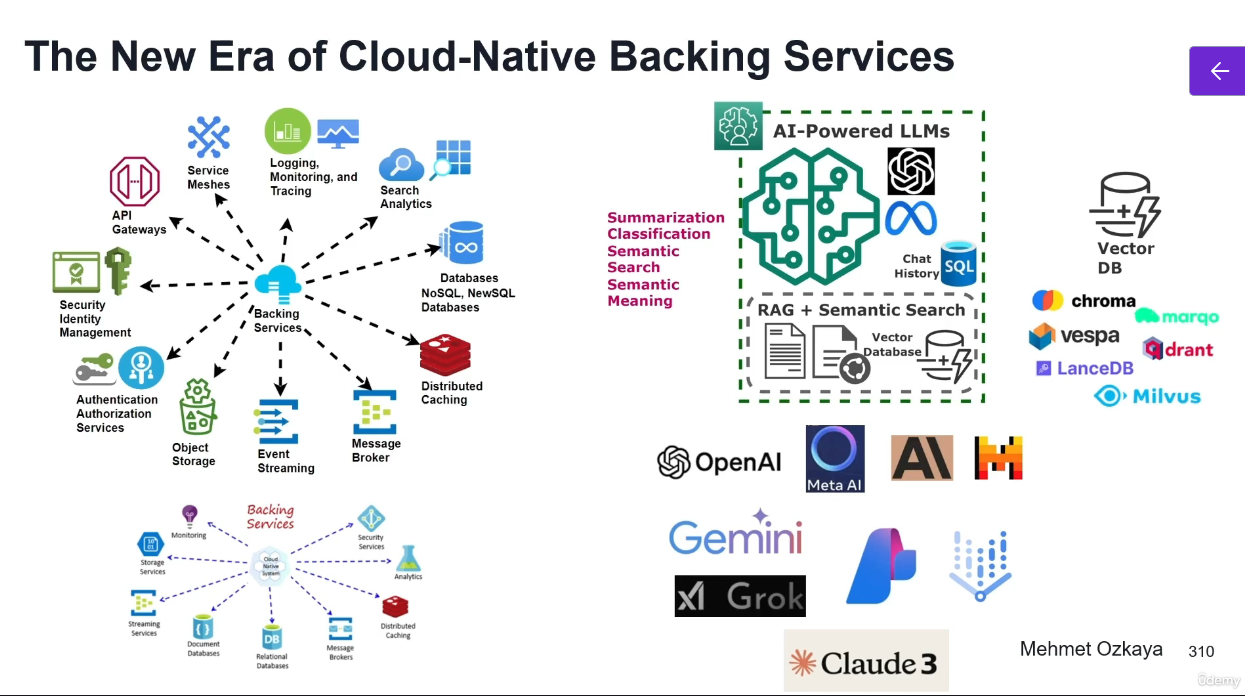 The New Era of Cloud-Native Backing Services
Service
Meshes
Logging,
Monitoring, and
Tracing
Search
Analytics
API
Gateways
Databases
NoSQL, NewSQL
Databases
Security
Identity
Management
Backing
Services
Distributed
Caching
Authentication
Authorization
Services
Object
Storage
Event
Streaming
Message
Broker
Backing
Services
Monitoring
Security
Services
10
01
Storage
Services
Cloud
Native
System
Analytics
Streaming
Services
Distributed
Caching
{ }
Document
Databases
DB
Relational
Databases
Message
Brokers
AI-Powered LLMs
Summarization
Classification
Semantic
Search
Semantic
Meaning
Chat
History
SQL
RAG + Semantic Search
Vector
Database
Vector
DB
chroma
marqo
vespa
qdrant
LanceDB
Milvus
OpenAI
Meta AI
AI
Gemini
xI Grok
Claude 3
Mehmet Ozkaya
310
ûdemy